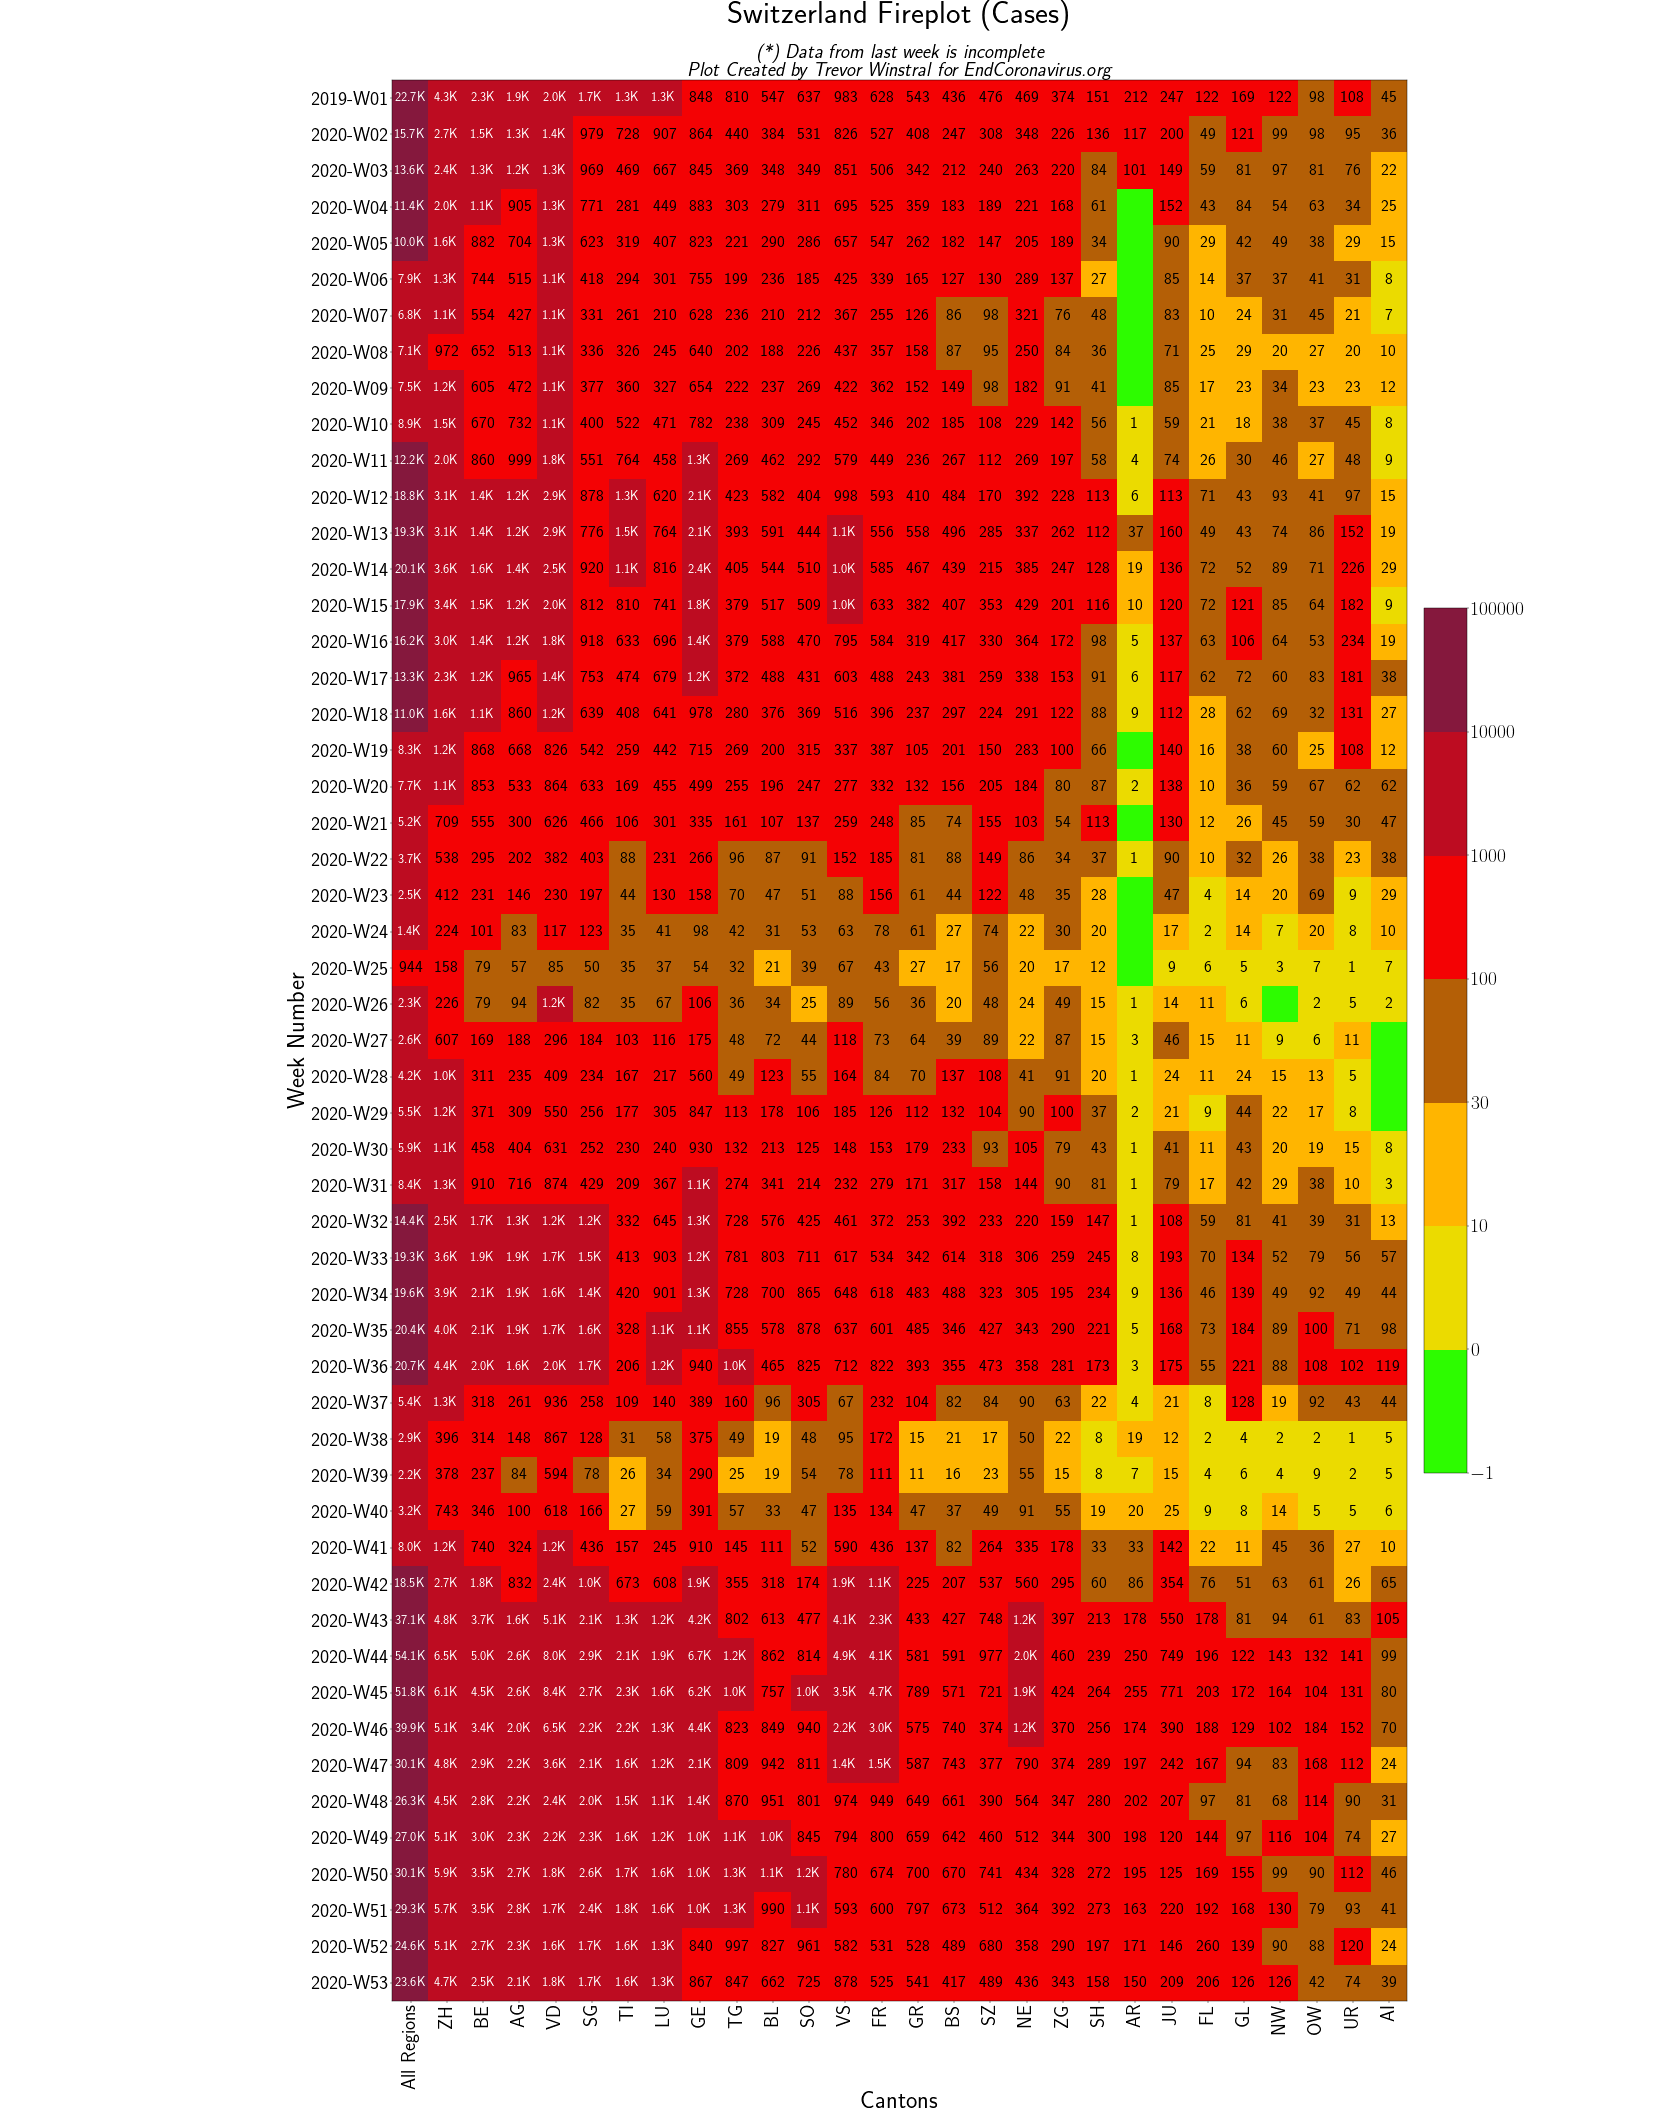 Switzerland Fireplot (Cases)
(*) Data from last week is incomplete
Plot Created by Trevor Winstral for EndCoronavirus.org
2019-W01 22.7K 4.3K 2.3K 1.9K 2.0K 1.7K 1.3K 1.3K 848 810 547 637 983 628 543 436 476 469 374 151 212 247 122 169 122 98 108 45
2020-W02 15.7K 2.7K 1.5K 1.3K 1.4K 979 728 907 864 440 384 531 826 527 408 247 308 348 226 136 117 200 49 121 99 98 95 36
2020-W03 13.6K 2.4K 1.3K 1.2K 1.3K 969 469 667 845 369 348 349 851 506 342 212 240 263 220 84 101 149 59 81 97 81 76 22
2020-W04 11.4K 2.0K 1.1K 905 1.3K 771 281 449 883 303 279 311 695 525 359 183 189 221 168 61 152 43 84 54 63 34 25
2020-W05 10.0K 1.6K 882 704 1.3K 623 319 407 823 221 290 286 657 547 262 182 147 205 189 34 90 29 42 49 38 29 15
2020-W06 7.9K 1.3K 744 515 1.1K 418 294 301 755 199 236 185 425 339 165 127 130 289 137 27 85 14 37 37 41 31 8
2020-W07 6.8K 1.1K 554 427 1.1K 331 261 210 628 236 210 212 367 255 126 86 98 321 76 48 83 10 24 31 45 21 7
2020-W08 7.1K 972 652 513 1.1K 336 326 245 640 202 188 226 437 357 158 87 95 250 84 36 71 25 29 20 27 20 10
2020-W09 7.5K 1.2K 605 472 1.1K 377 360 327 654 222 237 269 422 362 152 149 98 182 91 41 85 17 23 34 23 23 12
2020-W10 8.9K 1.5K 670 732 1.1K 400 522 471 782 238 309 245 452 346 202 185 108 229 142 56 1 59 21 18 38 37 45 8
2020-W11 12.2K 2.0K 860 999 1.8K 551 764 458 1.3K 269 462 292 579 449 236 267 112 269 197 58 4 74 26 30 46 27 48 9
2020-W12 18.8K 3.1K 1.4K 1.2K 2.9K 878 1.3K 620 2.1K 423 582 404 998 593 410 484 170 392 228 113 6 113 71 43 93 41 97 15
2020-W13 19.3K 3.1K 1.4K 1.2K 2.9K 776 1.5K 764 2.1K 393 591 444 1.1K 556 558 496 285 337 262 112 37 160 49 43 74 86 152 19
2020-W14 20.1K 3.6K 1.6K 1.4K 2.5K 920 1.1K 816 2.4K 405 544 510 1.0K 585 467 439 215 385 247 128 19 136 72 52 89 71 226 29
2020-W15 17.9K 3.4K 1.5K 1.2K 2.0K 812 810 741 1.8K 379 517 509 1.0K 633 382 407 353 429 201 116 10 120 72 121 85 64 182 9
2020-W16 16.2K 3.0K 1.4K 1.2K 1.8K 918 633 696 1.4K 379 588 470 795 584 319 417 330 364 172 98 5 137 63 106 64 53 234 19
2020-W17 13.3K 2.3K 1.2K 965 1.4K 753 474 679 1.2K 372 488 431 603 488 243 381 259 338 153 91 6 117 62 72 60 83 181 38
2020-W18 11.0K 1.6K 1.1K 860 1.2K 639 408 641 978 280 376 369 516 396 237 297 224 291 122 88 9 112 28 62 69 32 131 27
2020-W19 8.3K 1.2K 868 668 826 542 259 442 715 269 200 315 337 387 105 201 150 283 100 66 140 16 38 60 25 108 12
2020-W20 7.7K 1.1K 853 533 864 633 169 455 499 255 196 247 277 332 132 156 205 184 80 87 2 138 10 36 59 67 62 62
2020-W21 5.2K 709 555 300 626 466 106 301 335 161 107 137 259 248 85 74 155 103 54 113 130 12 26 45 59 30 47
2020-W22 3.7K 538 295 202 382 403 88 231 266 96 87 91 152 185 81 88 149 86 34 37 1 90 10 32 26 38 23 38
2020-W23 2.5K 412 231 146 230 197 44 130 158 70 47 51 88 156 61 44 122 48 35 28 47 4 14 20 69 9 29
2020-W24 1.4K 224 101 83 117 123 35 41 98 42 31 53 63 78 61 27 74 22 30 20 17 2 14 7 20 8 10
2020-W25 944 158 79 57 85 50 35 37 54 32 21 39 67 43 27 17 56 20 17 12 9 6 5 3 7 1 7
2020-W26 2.3K 226 79 94 1.2K 82 35 67 106 36 34 25 89 56 36 20 48 24 49 15 1 14 11 6 2 5 2
2020-W27 2.6K 607 169 188 296 184 103 116 175 48 72 44 118 73 64 39 89 22 87 15 3 46 15 11 9 6 11
2020-W28 4.2K 1.0K 311 235 409 234 167 217 560 49 123 55 164 84 70 137 108 41 91 20 1 24 11 24 15 13 5
2020-W29 5.5K 1.2K 371 309 550 256 177 305 847 113 178 106 185 126 112 132 104 90 100 37 2 21 9 44 22 17 8
2020-W30 5.9K 1.1K 458 404 631 252 230 240 930 132 213 125 148 153 179 233 93 105 79 43 1 41 11 43 20 19 15 8
2020-W31 8.4K 1.3K 910 716 874 429 209 367 1.1K 274 341 214 232 279 171 317 158 144 90 81 1 79 17 42 29 38 10 3
2020-W32 14.4K 2.5K 1.7K 1.3K 1.2K 1.2K 332 645 1.3K 728 576 425 461 372 253 392 233 220 159 147 1 108 59 81 41 39 31 13
2020-W33 19.3K 3.6K 1.9K 1.9K 1.7K 1.5K 413 903 1.2K 781 803 711 617 534 342 614 318 306 259 245 8 193 70 134 52 79 56 57
2020-W34 19.6K 3.9K 2.1K 1.9K 1.6K 1.4K 420 901 1.3K 728 700 865 648 618 483 488 323 305 195 234 9 136 46 139 49 92 49 44
2020-W35 20.4K 4.0K 2.1K 1.9K 1.7K 1.6K 328 1.1K 1.1K 855 578 878 637 601 485 346 427 343 290 221 5 168 73 184 89 100 71 98
2020-W36 20.7K 4.4K 2.0K 1.6K 2.0K 1.7K 206 1.2K 940 1.0K 465 825 712 822 393 355 473 358 281 173 3 175 55 221 88 108 102 119
2020-W37 5.4K 1.3K 318 261 936 258 109 140 389 160 96 305 67 232 104 82 84 90 63 22 4 21 8 128 19 92 43 44
2020-W38 2.9K 396 314 148 867 128 31 58 375 49 19 48 95 172 15 21 17 50 22 8 19 12 2 4 2 2 1 5
2020-W39 2.2K 378 237 84 594 78 26 34 290 25 19 54 78 111 11 16 23 55 15 8 7 15 4 6 4 9 2 5
2020-W40 3.2K 743 346 100 618 166 27 59 391 57 33 47 135 134 47 37 49 91 55 19 20 25 9 8 14 5 5 6
2020-W41 8.0K 1.2K 740 324 1.2K 436 157 245 910 145 111 52 590 436 137 82 264 335 178 33 33 142 22 11 45 36 27 10
2020-W42 18.5K 2.7K 1.8K 832 2.4K 1.0K 673 608 1.9K 355 318 174 1.9K 1.1K 225 207 537 560 295 60 86 354 76 51 63 61 26 65
2020-W43 37.1K 4.8K 3.7K 1.6K 5.1K 2.1K 1.3K 1.2K 4.2K 802 613 477 4.1K 2.3K 433 427 748 1.2K 397 213 178 550 178 81 94 61 83 105
2020-W44 54.1K 6.5K 5.0K 2.6K 8.0K 2.9K 2.1K 1.9K 6.7K 1.2K 862 814 4.9K 4.1K 581 591 977 2.0K 460 239 250 749 196 122 143 132 141 99
2020-W45 51.8K 6.1K 4.5K 2.6K 8.4K 2.7K 2.3K 1.6K 6.2K 1.0K 757 1.0K 3.5K 4.7K 789 571 721 1.9K 424 264 255 771 203 172 164 104 131 80
2020-W46 39.9K 5.1K 3.4K 2.0K 6.5K 2.2K 2.2K 1.3K 4.4K 823 849 940 2.2K 3.0K 575 740 374 1.2K 370 256 174 390 188 129 102 184 152 70
2020-W47 30.1K 4.8K 2.9K 2.2K 3.6K 2.1K 1.6K 1.2K 2.1K 809 942 811 1.4K 1.5K 587 743 377 790 374 289 197 242 167 94 83 168 112 24
2020-W48 26.3K 4.5K 2.8K 2.2K 2.4K 2.0K 1.5K 1.1K 1.4K 870 951 801 974 949 649 661 390 564 347 280 202 207 97 81 68 114 90 31
2020-W49 27.0K 5.1K 3.0K 2.3K 2.2K 2.3K 1.6K 1.2K 1.0K 1.1K 1.0K 845 794 800 659 642 460 512 344 300 198 120 144 97 116 104 74 27
2020-W50 30.1K 5.9K 3.5K 2.7K 1.8K 2.6K 1.7K 1.6K 1.0K 1.3K 1.1K 1.2K 780 674 700 670 741 434 328 272 195 125 169 155 99 90 112 46
2020-W51 29.3K 5.7K 3.5K 2.8K 1.7K 2.4K 1.8K 1.6K 1.0K 1.3K 990 1.1K 593 600 797 673 512 364 392 273 163 220 192 168 130 79 93 41
2020-W52 24.6K 5.1K 2.7K 2.3K 1.6K 1.7K 1.6K 1.3K 840 997 827 961 582 531 528 489 680 358 290 197 171 146 260 139 90 88 120 24
2020-W53 23.6K 4.7K 2.5K 2.1K 1.8K 1.7K 1.6K 1.3K 867 847 662 725 878 525 541 417 489 436 343 158 150 209 206 126 126 42 74 39
All Regions ZH BE AG VD SG TI LU GE TG BL SO VS FR GR BS SZ NE ZG SH AR JU FL GL NW OW UR AI
Cantons
Week Number
100000
10000
1000
100
30
10
0
−1